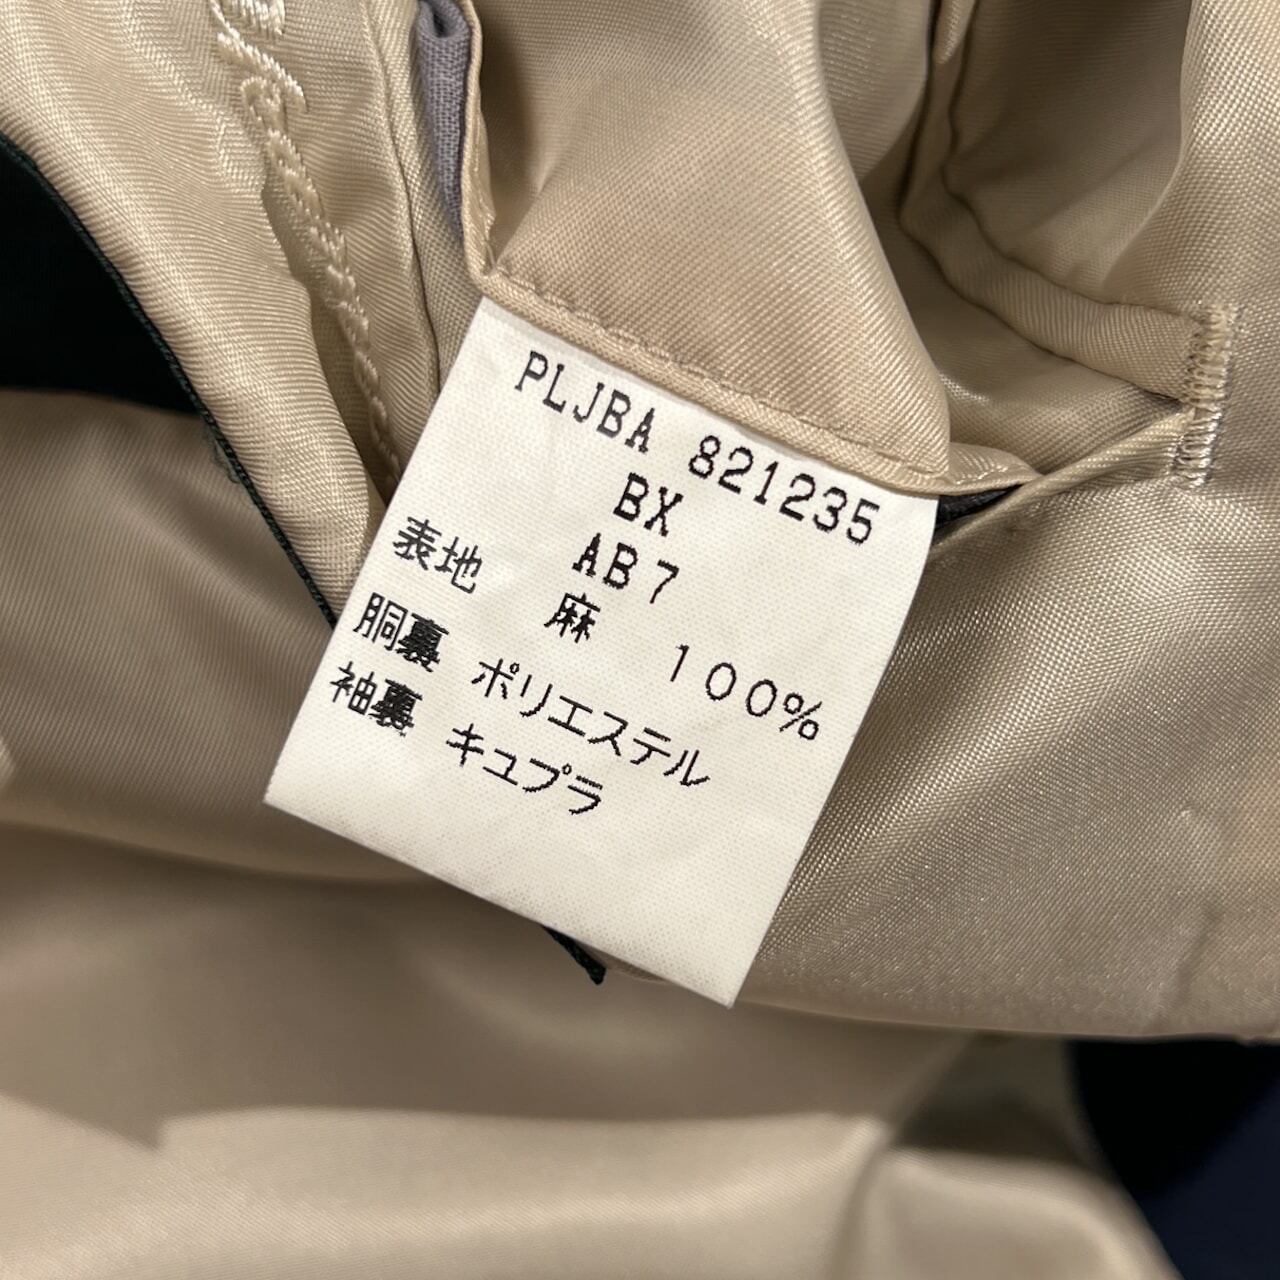 PLJBA 821235
BX
AB7
表地 麻 100%
胴裏 ポリエステル
袖裏 キュプラ